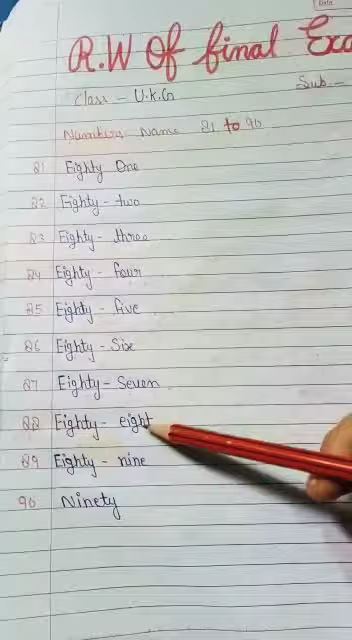 Date
R.W Of final Exa
Class - U.K.G
Sub -
Numbers Name 81 to 90
81 Eighty One
82 Eighty - two
83 Eighty - three
84 Eighty - four
85 Eighty - five
86 Eighty - Six
87 Eighty - Seven
88 Eighty - eight
89 Eighty - nine
90 Ninety